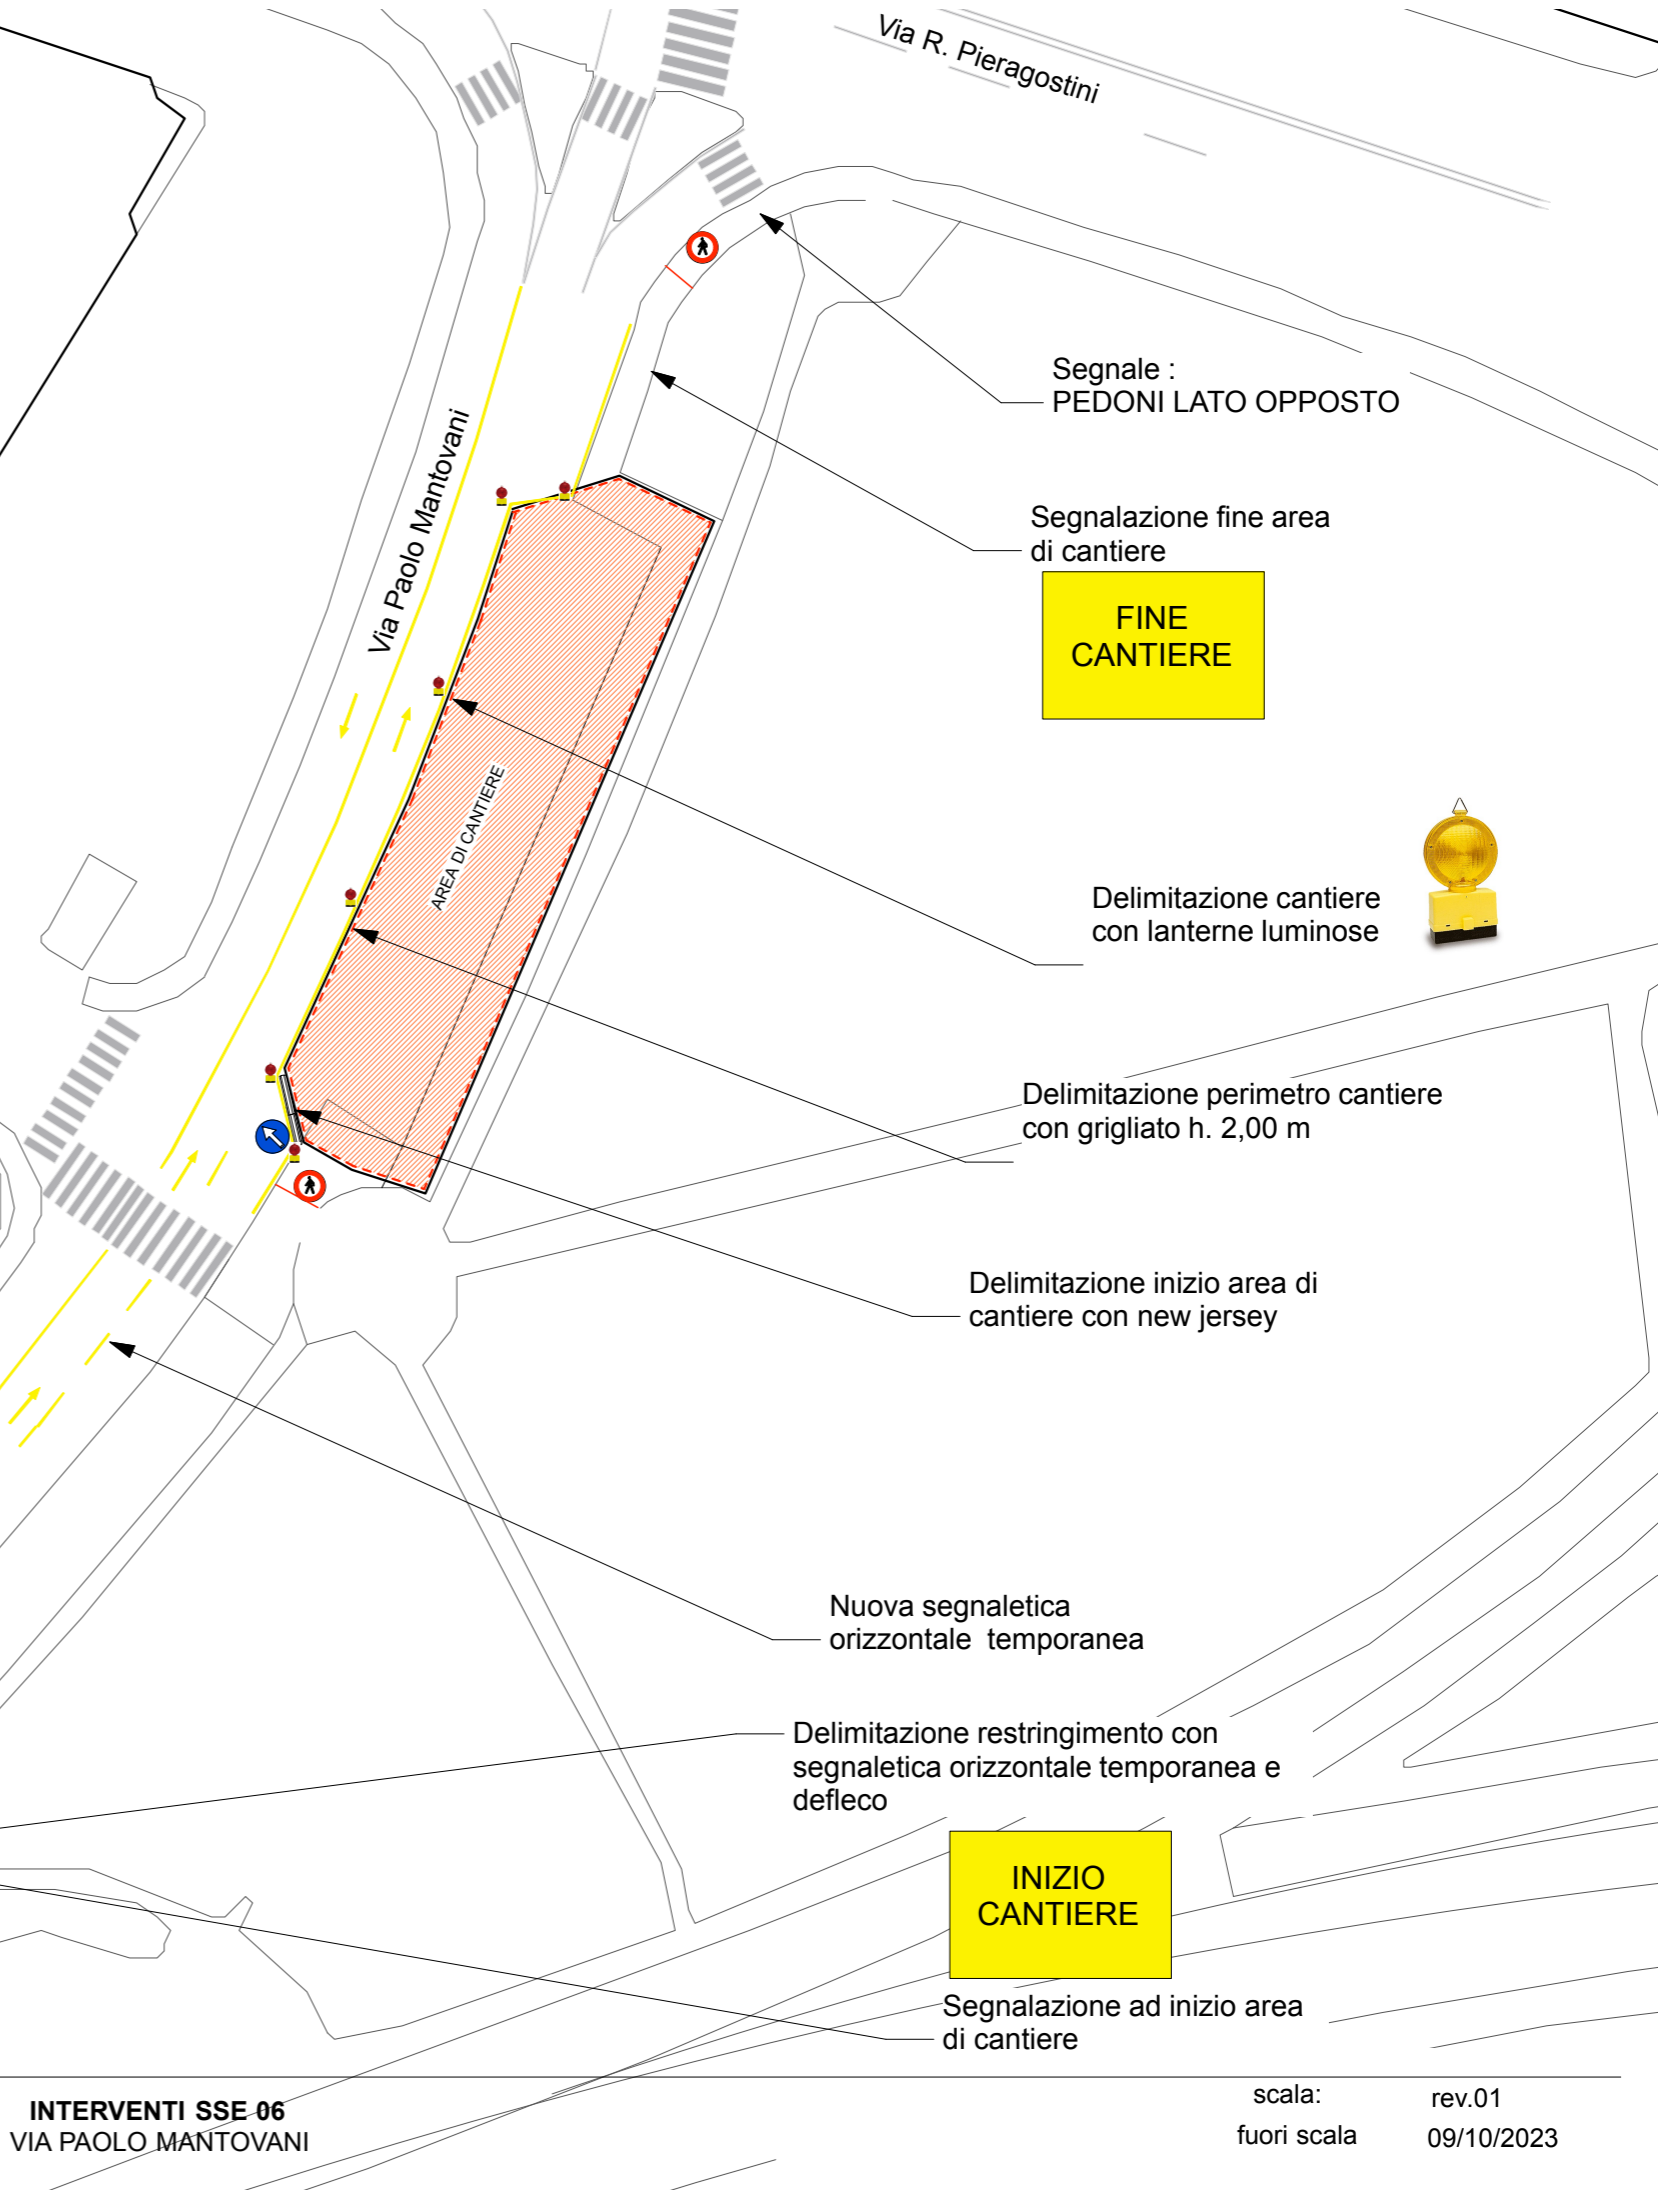 Via R. Pieragostini
Segnale :
PEDONI LATO OPPOSTO
Via Paolo Mantovani
Segnalazione fine area
di cantiere
FINE
CANTIERE
AREA DI CANTIERE
Delimitazione cantiere
con lanterne luminose
Delimitazione perimetro cantiere
con grigliato h. 2,00 m
Delimitazione inizio area di
cantiere con new jersey
Nuova segnaletica
orizzontale temporanea
Delimitazione restringimento con
segnaletica orizzontale temporanea e
defleco
INIZIO
CANTIERE
Segnalazione ad inizio area
di cantiere
INTERVENTI SSE 06
VIA PAOLO MANTOVANI
scala:
fuori scala
rev.01
09/10/2023